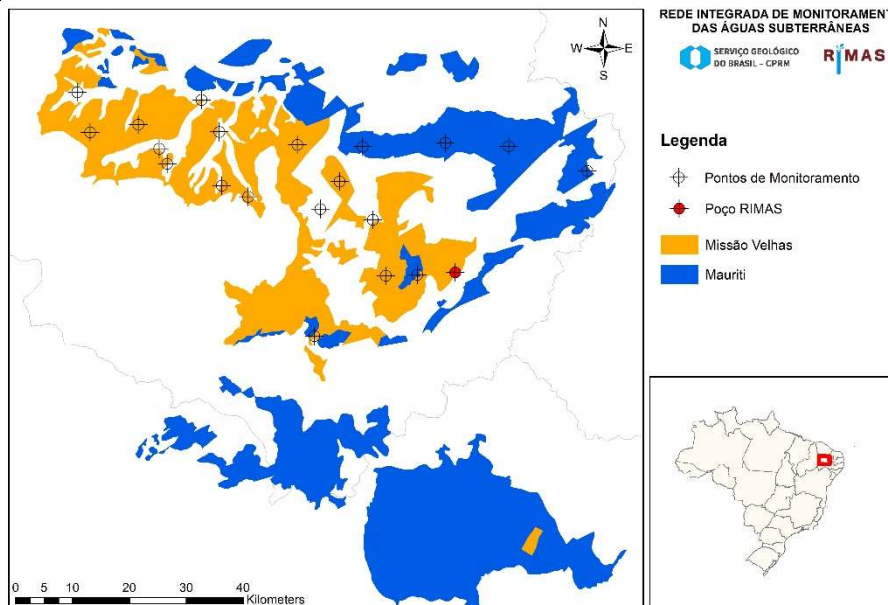 REDE INTEGRADA DE MONITORAMENT
DAS ÁGUAS SUBTERRÂNEAS
SERVIÇO GEOLÓGICO
DO BRASIL – CPRM
RIMAS
N
W E
S
Legenda
Pontos de Monitoramento
Poço RIMAS
Missão Velhas
Mauriti
0 5 10 20 30 40
Kilometers